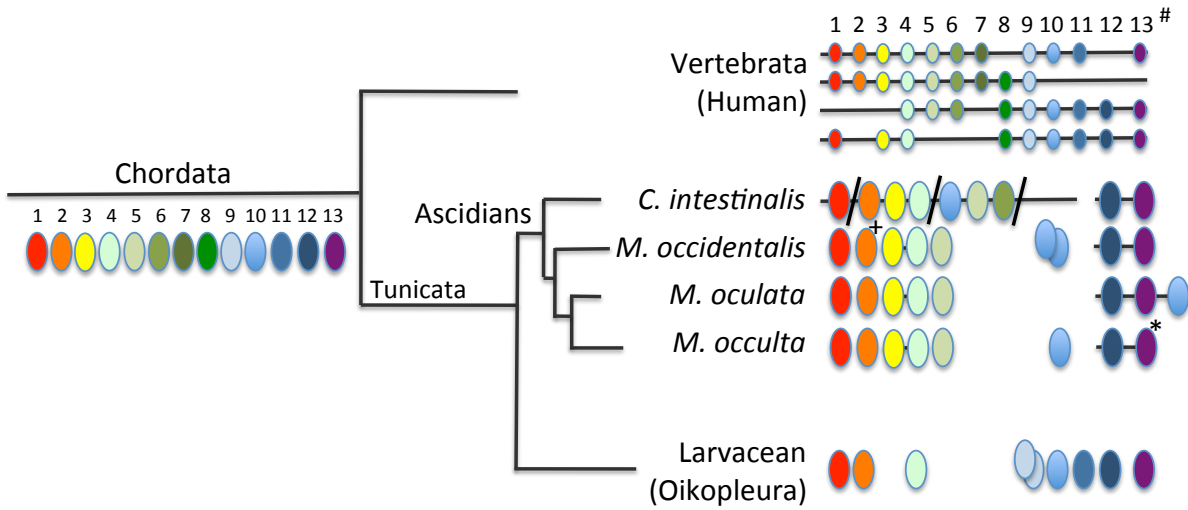 1 2 3 4 5 6 7 8 9 10 11 12 13 #
Vertebrata
(Human)
Chordata
1 2 3 4 5 6 7 8 9 10 11 12 13
Ascidians
C. intestinalis
+
M. occidentalis
Tunicata
M. oculata
*
M. occulta
Larvacean
(Oikopleura)